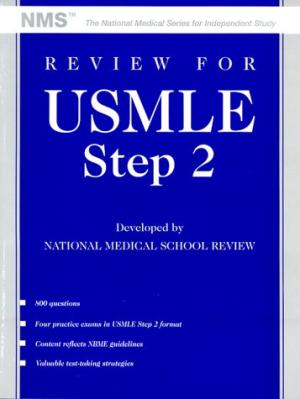 NMS™ The National Medical Series for Independent Study
REVIEW FOR
USMLE
Step 2
Developed by
NATIONAL MEDICAL SCHOOL REVIEW
800 questions
Four practice exams in USMLE Step 2 format
Content reflects NBME guidelines
Valuable test-taking strategies